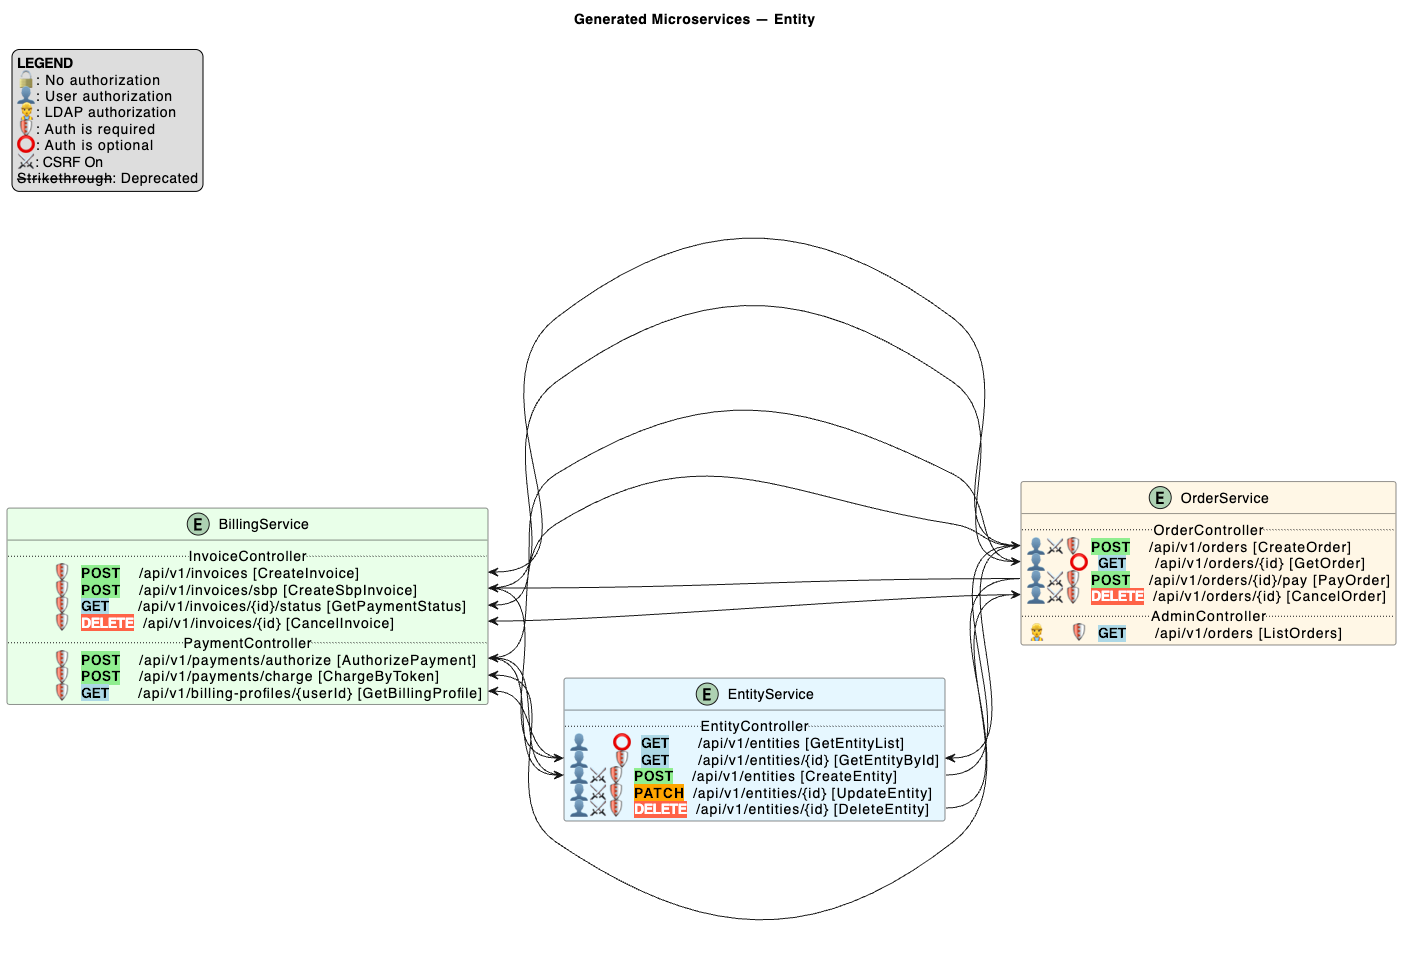 Generated Microservices — Entity
LEGEND
🔓: No authorization
👤: User authorization
👷: LDAP authorization
🛡: Auth is required
⭕: Auth is optional
⚔: CSRF On
Strikethrough: Deprecated
E BillingService
InvoiceController
POST /api/v1/invoices [CreateInvoice]
POST /api/v1/invoices/sbp [CreateSbpInvoice]
GET /api/v1/invoices/{id}/status [GetPaymentStatus]
DELETE /api/v1/invoices/{id} [CancelInvoice]
PaymentController
POST /api/v1/payments/authorize [AuthorizePayment]
POST /api/v1/payments/charge [ChargeByToken]
GET /api/v1/billing-profiles/{userId} [GetBillingProfile]
E EntityService
EntityController
GET /api/v1/entities [GetEntityList]
GET /api/v1/entities/{id} [GetEntityById]
POST /api/v1/entities [CreateEntity]
PATCH /api/v1/entities/{id} [UpdateEntity]
DELETE /api/v1/entities/{id} [DeleteEntity]
E OrderService
OrderController
POST /api/v1/orders [CreateOrder]
GET /api/v1/orders/{id} [GetOrder]
POST /api/v1/orders/{id}/pay [PayOrder]
DELETE /api/v1/orders/{id} [CancelOrder]
AdminController
GET /api/v1/orders [ListOrders]